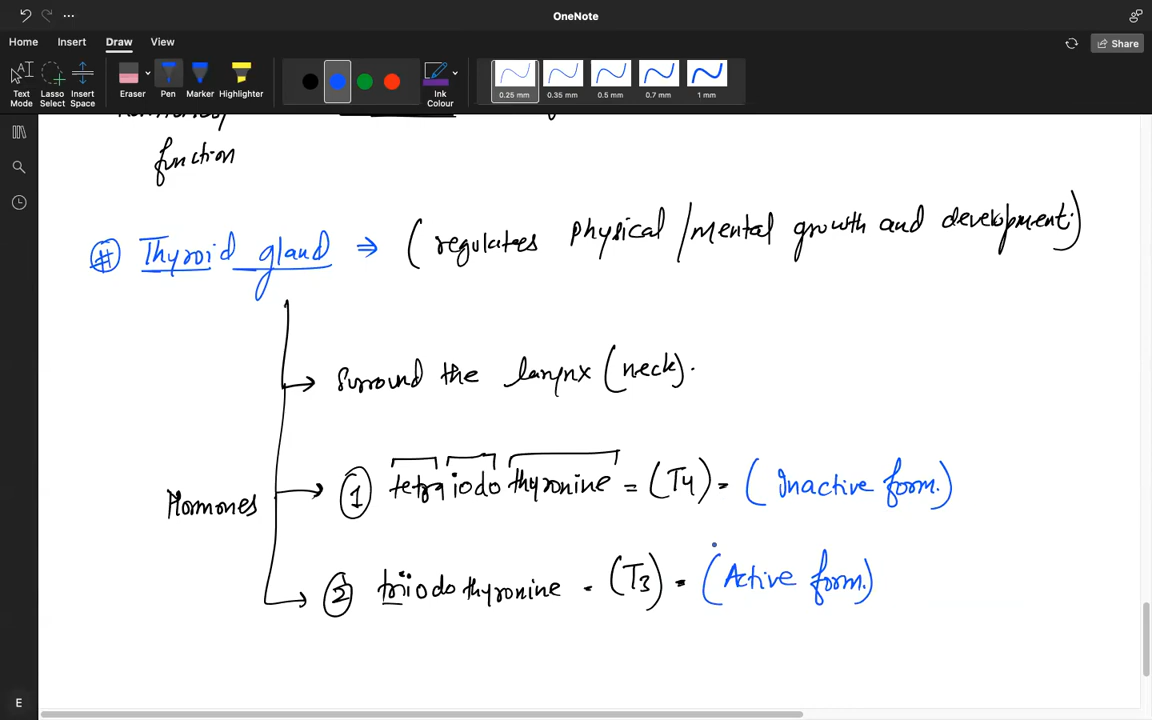 OneNote
Home Insert Draw View
Share
Text Mode
Lasso Select
Insert Space
Eraser
Pen
Marker
Highlighter
Ink Colour
0.25 mm
0.35 mm
0.5 mm
0.7 mm
1 mm
function
# Thyroid gland ⇒ (regulates physical/mental growth and development.)
→ Surround the larynx (neck).
Hormones → ① tetraiodothyronine = (T4) = (Inactive form.)
→ ② triiodothyronine - (T3) = (Active form.)
E